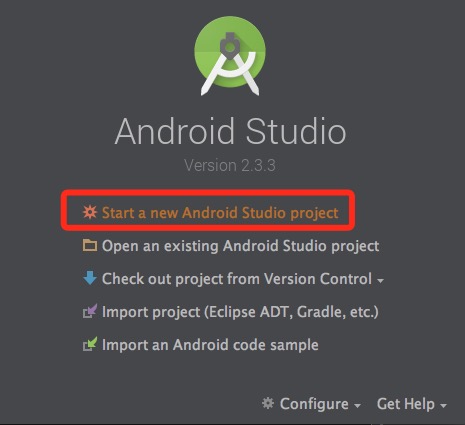 Android Studio
Version 2.3.3
Start a new Android Studio project
Open an existing Android Studio project
Check out project from Version Control
Import project (Eclipse ADT, Gradle, etc.)
Import an Android code sample
Configure Get Help